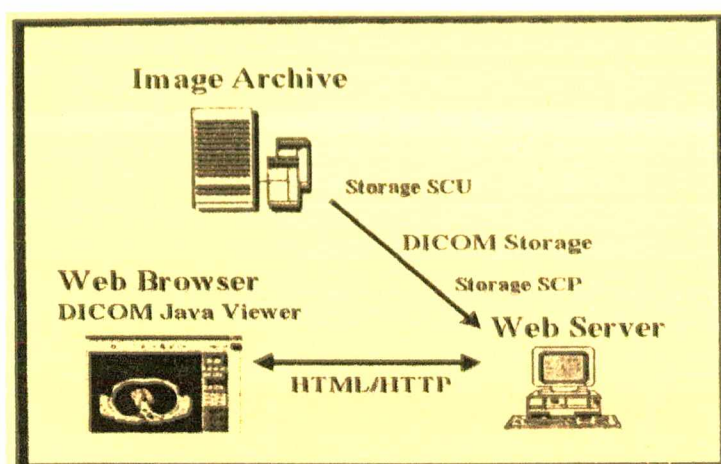 Image Archive
Storage SCU
DICOM Storage
Storage SCP
Web Browser
DICOM Java Viewer
Web Server
HTML/HTTP